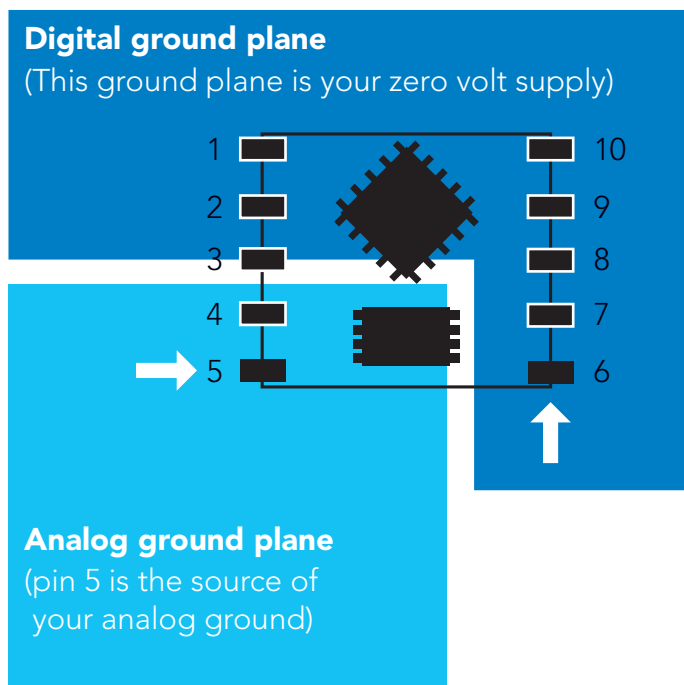 Digital ground plane
(This ground plane is your zero volt supply)
1
10
2
9
3
8
4
7
5
6
Analog ground plane
(pin 5 is the source of
your analog ground)